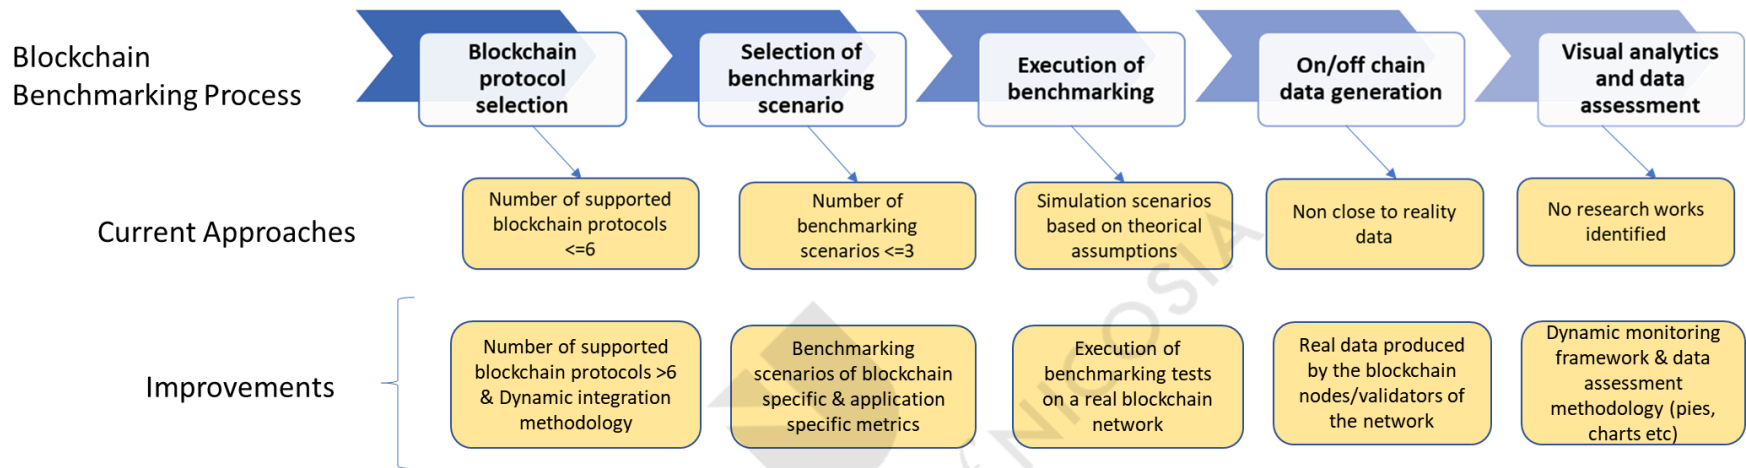 Blockchain
Benchmarking Process
Blockchain
protocol
selection
Selection of
benchmarking
scenario
Execution of
benchmarking
On/off chain
data generation
Visual analytics
and data
assessment
Current Approaches
Number of supported
blockchain protocols
<=6
Number of
benchmarking
scenarios <=3
Simulation scenarios
based on theorical
assumptions
Non close to reality
data
No research works
identified
Improvements
Number of supported
blockchain protocols >6
& Dynamic integration
methodology
Benchmarking
scenarios of blockchain
specific & application
specific metrics
Execution of
benchmarking tests
on a real blockchain
network
Real data produced
by the blockchain
nodes/validators of
the network
Dynamic monitoring
framework & data
assessment
methodology (pies,
charts etc)
NICOSIA